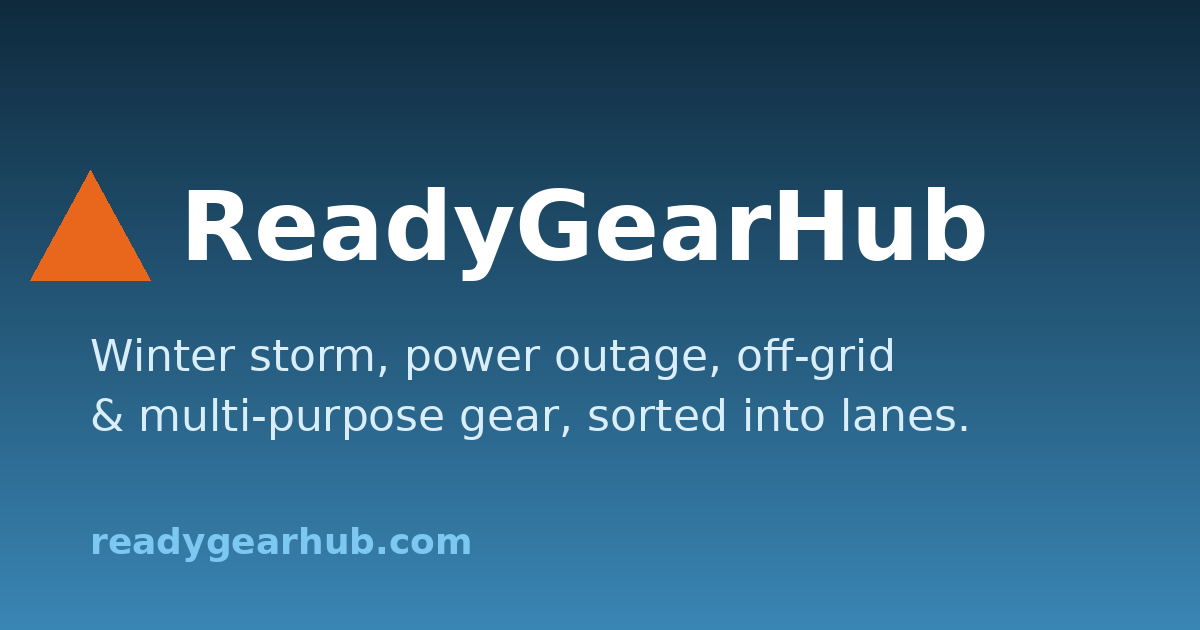 ReadyGearHub
Winter storm, power outage, off-grid
& multi-purpose gear, sorted into lanes.
readygearhub.com